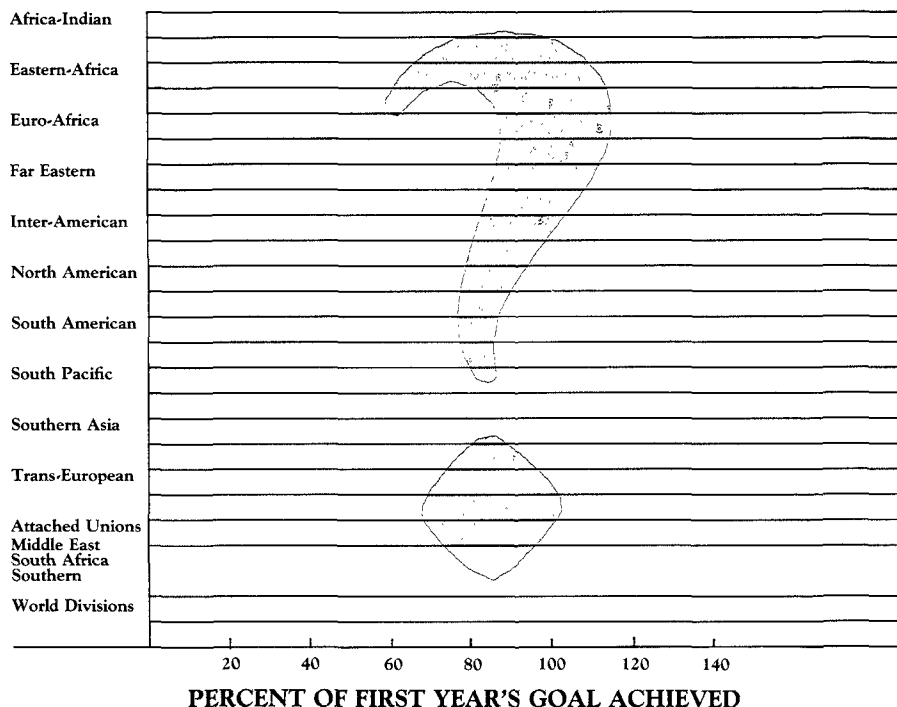 Africa-Indian
Eastern-Africa
Euro-Africa
Far Eastern
Inter-American
North American
South American
South Pacific
Southern Asia
Trans-European
Attached Unions
Middle East
South Africa
Southern
World Divisions
20 40 60 80 100 120 140
PERCENT OF FIRST YEAR'S GOAL ACHIEVED